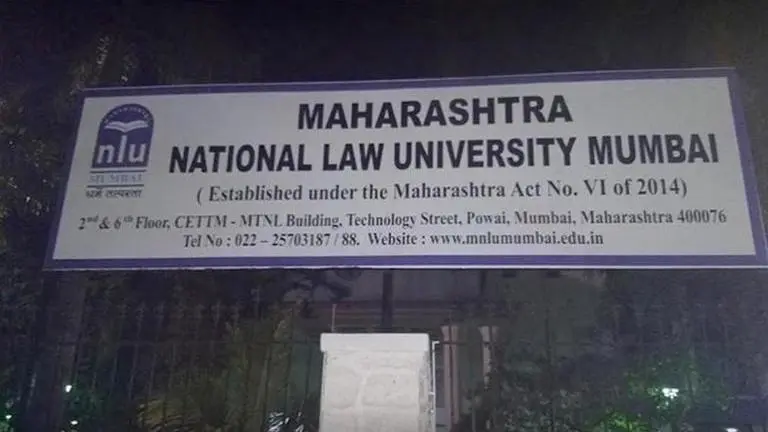 MAHARASHTRA
NATIONAL LAW UNIVERSITY MUMBAI
( Established under the Maharashtra Act No. VI of 2014)
2nd & 6th Floor, CETTM - MTNL Building, Technology Street, Powai, Mumbai, Maharashtra 400076
Tel No : 022 – 25703187 / 88. Website : www.mnlumumbai.edu.in
nlu
MUMBAI